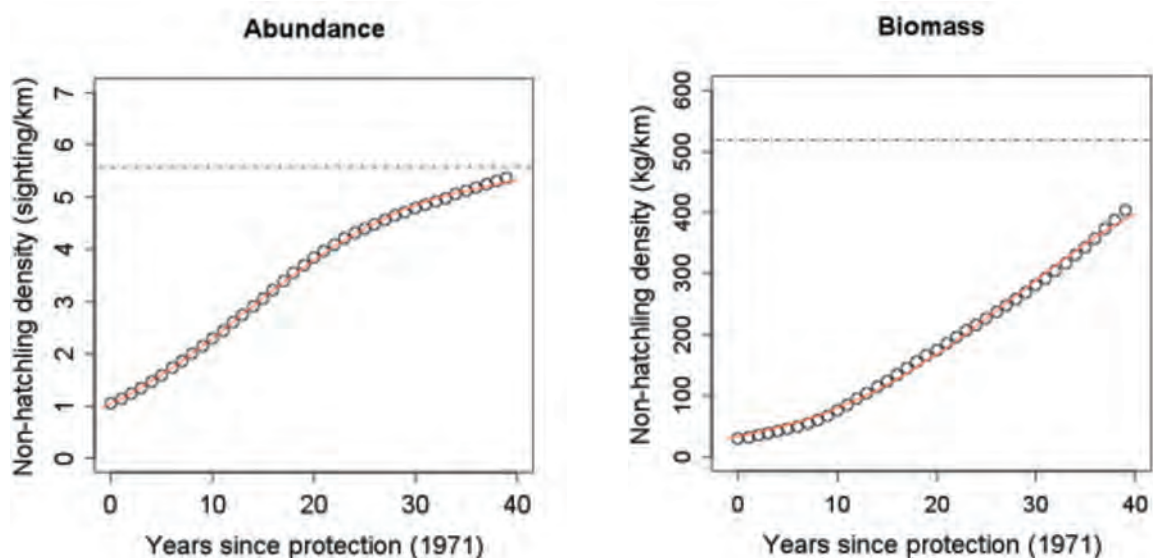 Abundance
Non-hatchling density (sighting/km)
7
6
5
4
3
2
1
0
0 10 20 30 40
Years since protection (1971)
Biomass
Non-hatchling density (kg/km)
600
500
400
300
200
100
0
0 10 20 30 40
Years since protection (1971)